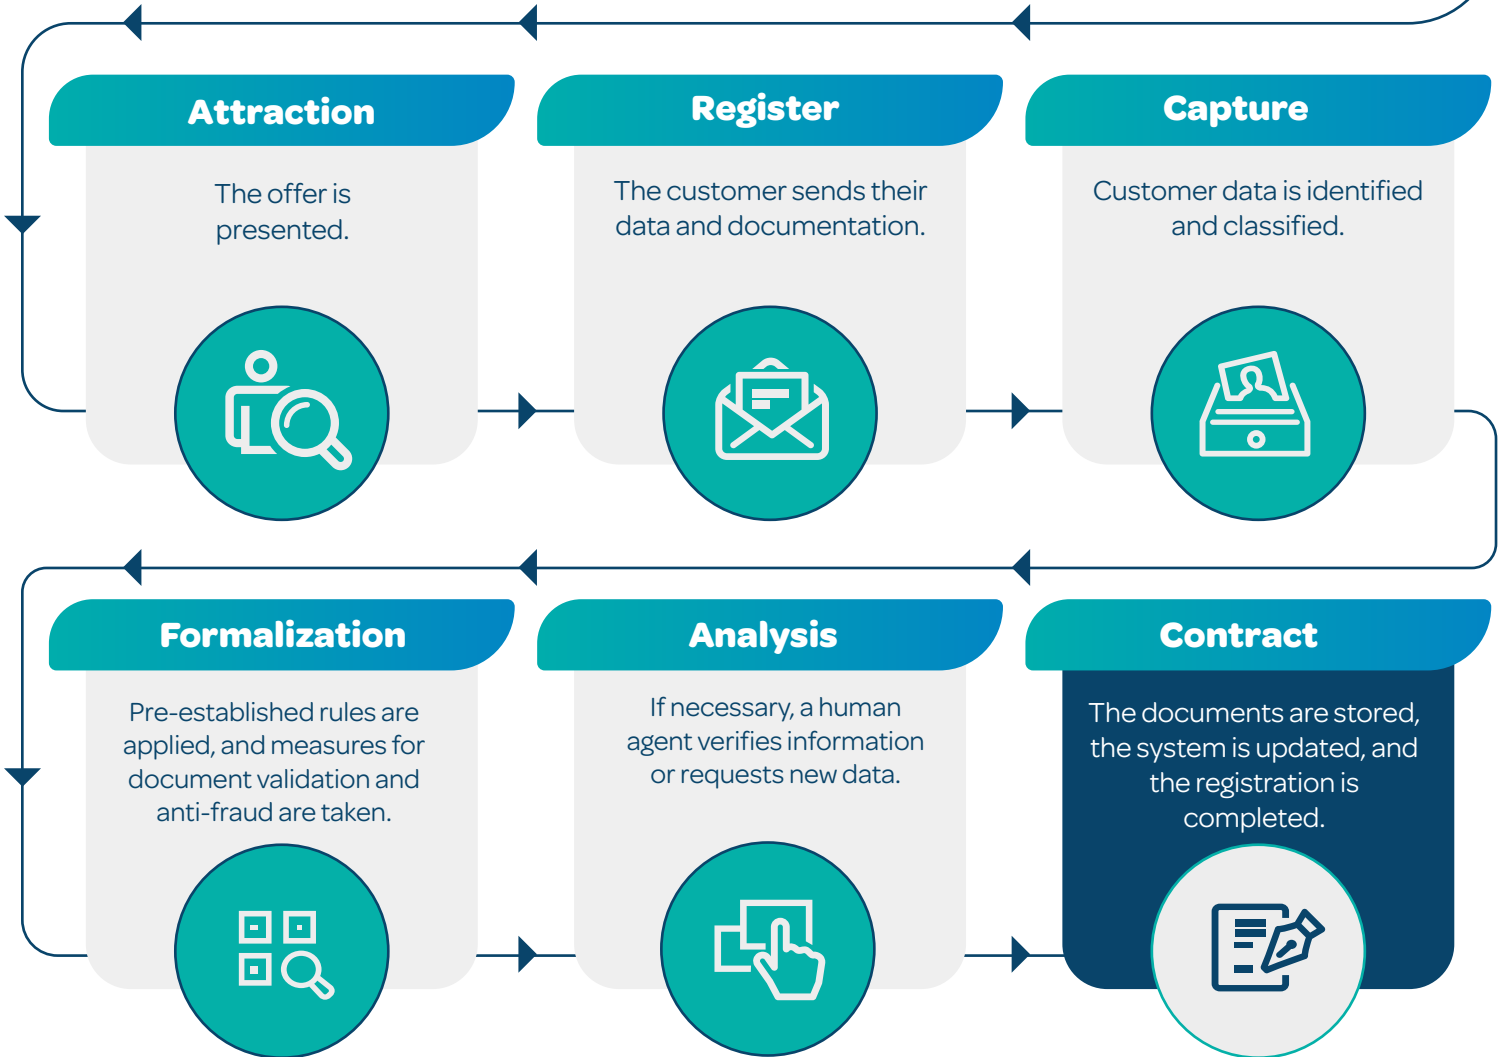 Attraction
The offer is
presented.
Register
The customer sends their
data and documentation.
Capture
Customer data is identified
and classified.
Formalization
Pre-established rules are
applied, and measures for
document validation and
anti-fraud are taken.
Analysis
If necessary, a human
agent verifies information
or requests new data.
Contract
The documents are stored,
the system is updated, and
the registration is
completed.